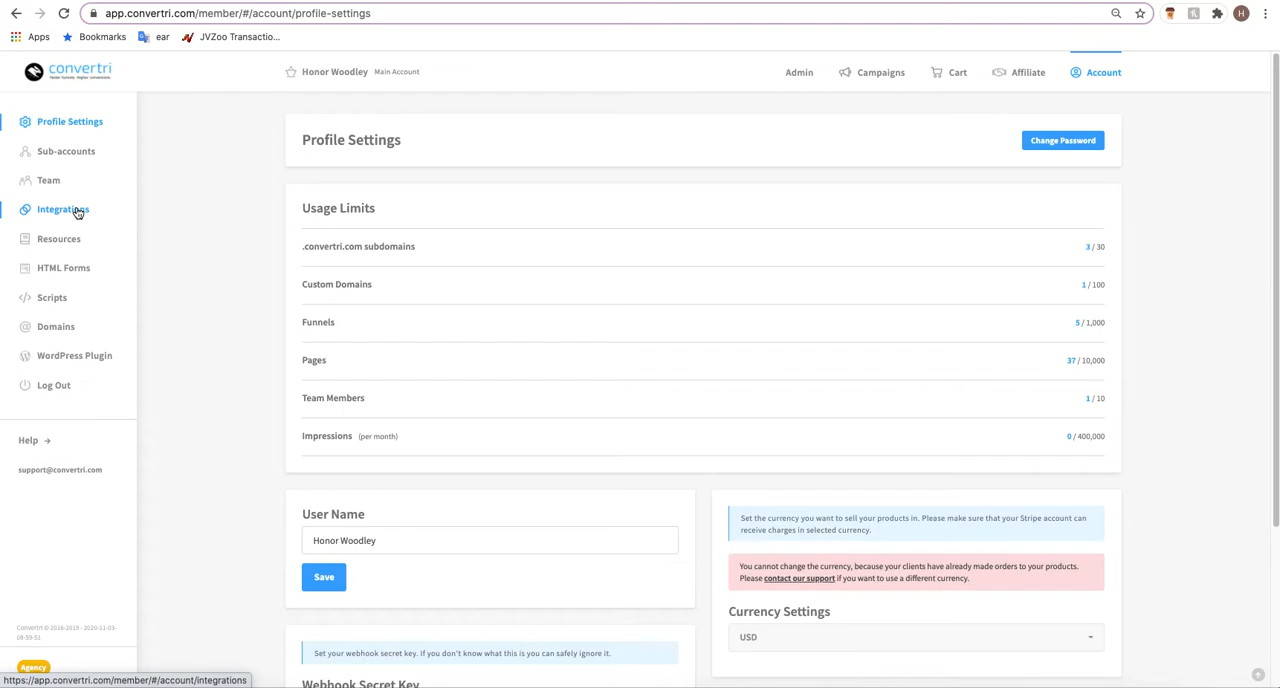 app.convertri.com/member/#/account/profile-settings
H
Apps
Bookmarks
ear
JVZoo Transactio...
convertri
Honor Woodley Main Account
Admin
Campaigns
Cart
Affiliate
Account
Profile Settings
Sub-accounts
Team
Integrations
Resources
HTML Forms
Scripts
Domains
WordPress Plugin
Log Out
Help →
support@convertri.com
Convertri © 2016-2019 - 2020-11-03-
08-59-51
Agency
https://app.convertri.com/member/#/account/integrations
Profile Settings
Change Password
Usage Limits
.convertri.com subdomains 3 / 30
Custom Domains 1 / 100
Funnels 5 / 1,000
Pages 37 / 10,000
Team Members 1 / 10
Impressions (per month) 0 / 400,000
User Name
Honor Woodley
Save
Set your webhook secret key. If you don't know what this is you can safely ignore it.
Webhook Secret Key
Set the currency you want to sell your products in. Please make sure that your Stripe account can
receive charges in selected currency.
You cannot change the currency, because your clients have already made orders to your products.
Please contact our support if you want to use a different currency.
Currency Settings
USD